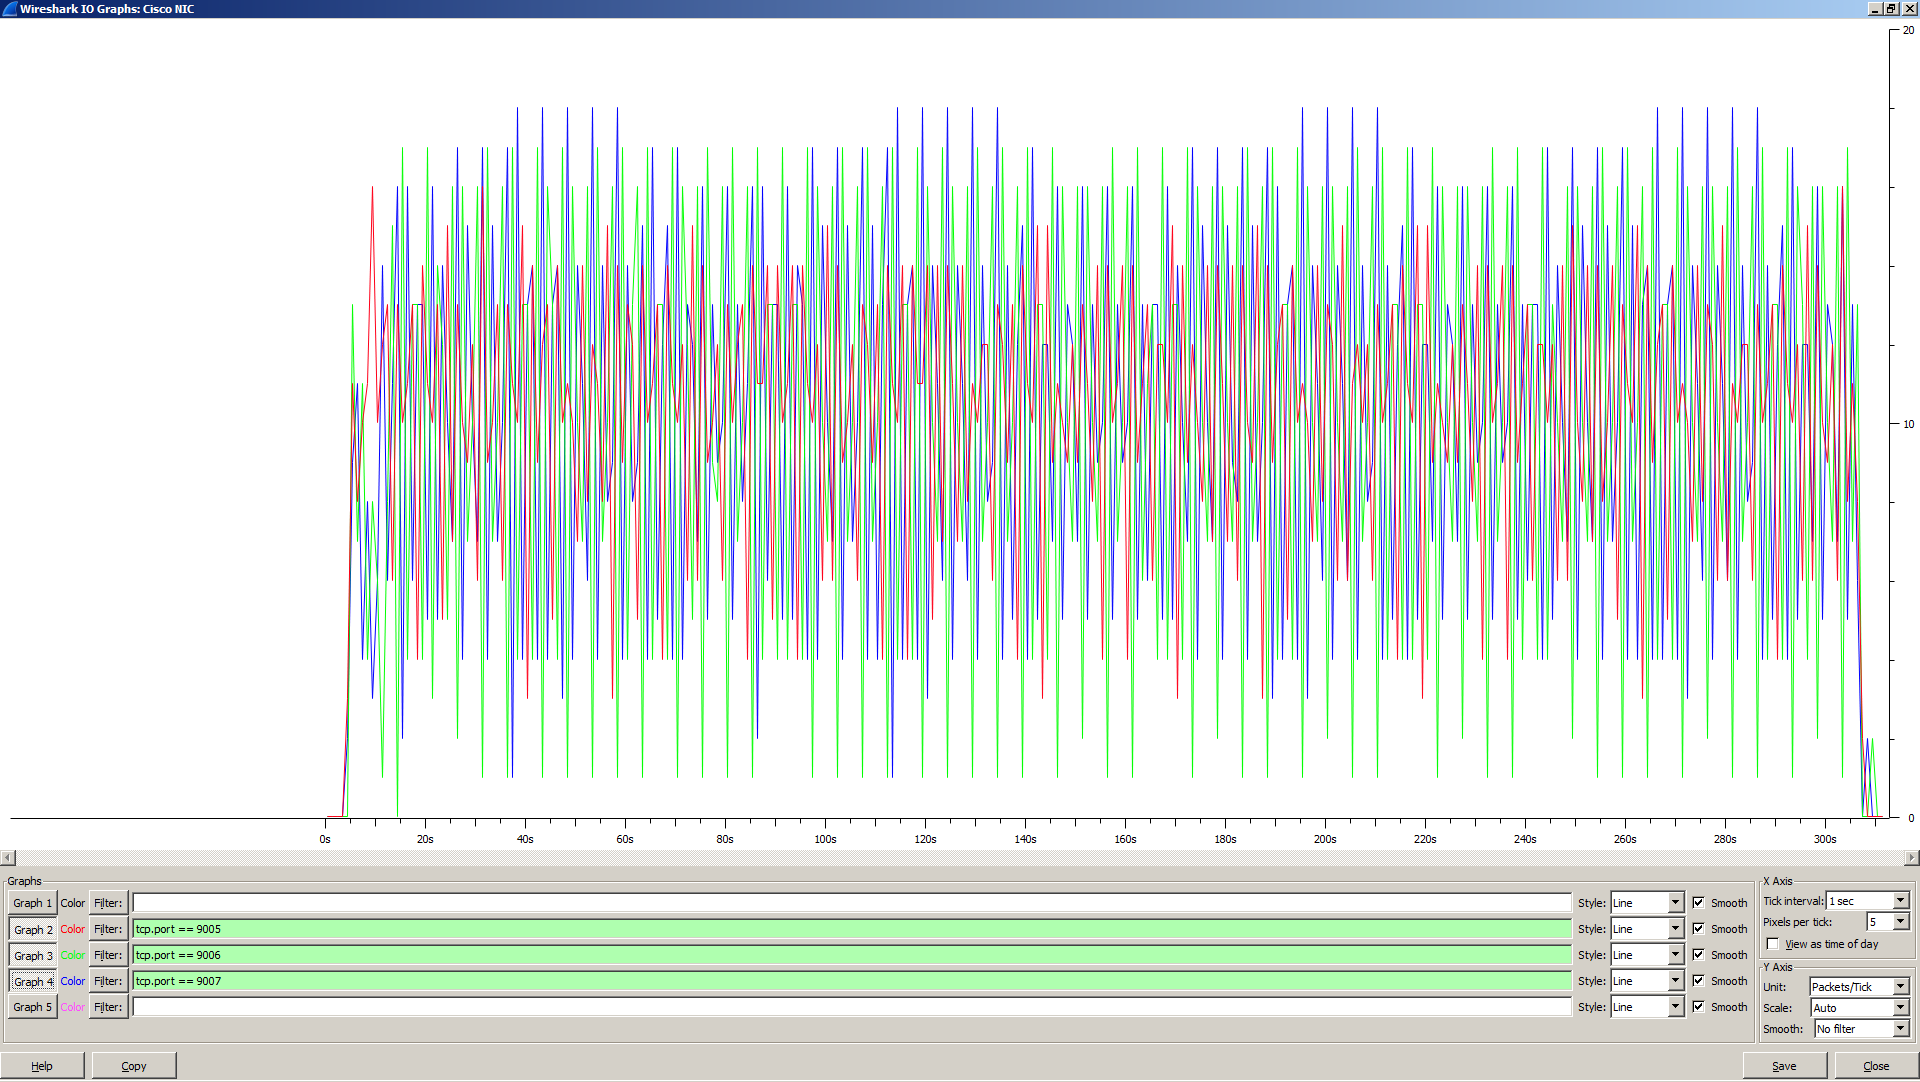 Wireshark IO Graphs: Cisco NIC
20
10
0
0s 20s 40s 60s 80s 100s 120s 140s 160s 180s 200s 220s 240s 260s 280s 300s
Graphs
Graph 1 Color Filter: Style: Line Smooth
Graph 2 Color Filter: tcp.port == 9005 Style: Line Smooth
Graph 3 Color Filter: tcp.port == 9006 Style: Line Smooth
Graph 4 Color Filter: tcp.port == 9007 Style: Line Smooth
Graph 5 Color Filter: Style: Line Smooth
X Axis
Tick interval: 1 sec
Pixels per tick: 5
View as time of day
Y Axis
Unit: Packets/Tick
Scale: Auto
Smooth: No filter
Help Copy Save Close